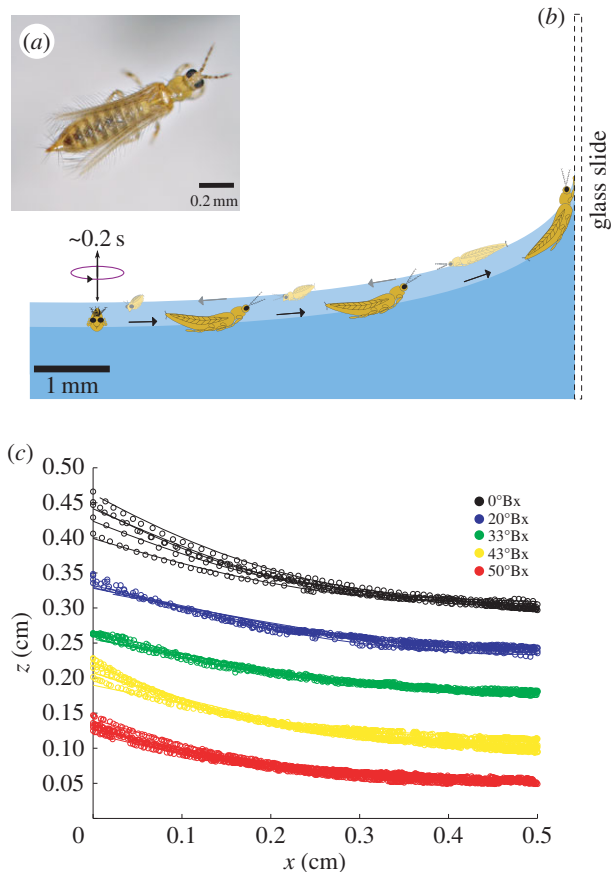 (a)
0.2 mm
(b)
glass slide
~0.2 s
1 mm
(c)
0.50
0.45
0.40
0.35
0.30
0.25
0.20
0.15
0.10
0.05
z (cm)
0°Bx
20°Bx
33°Bx
43°Bx
50°Bx
0
0.1
0.2
0.3
0.4
0.5
x (cm)